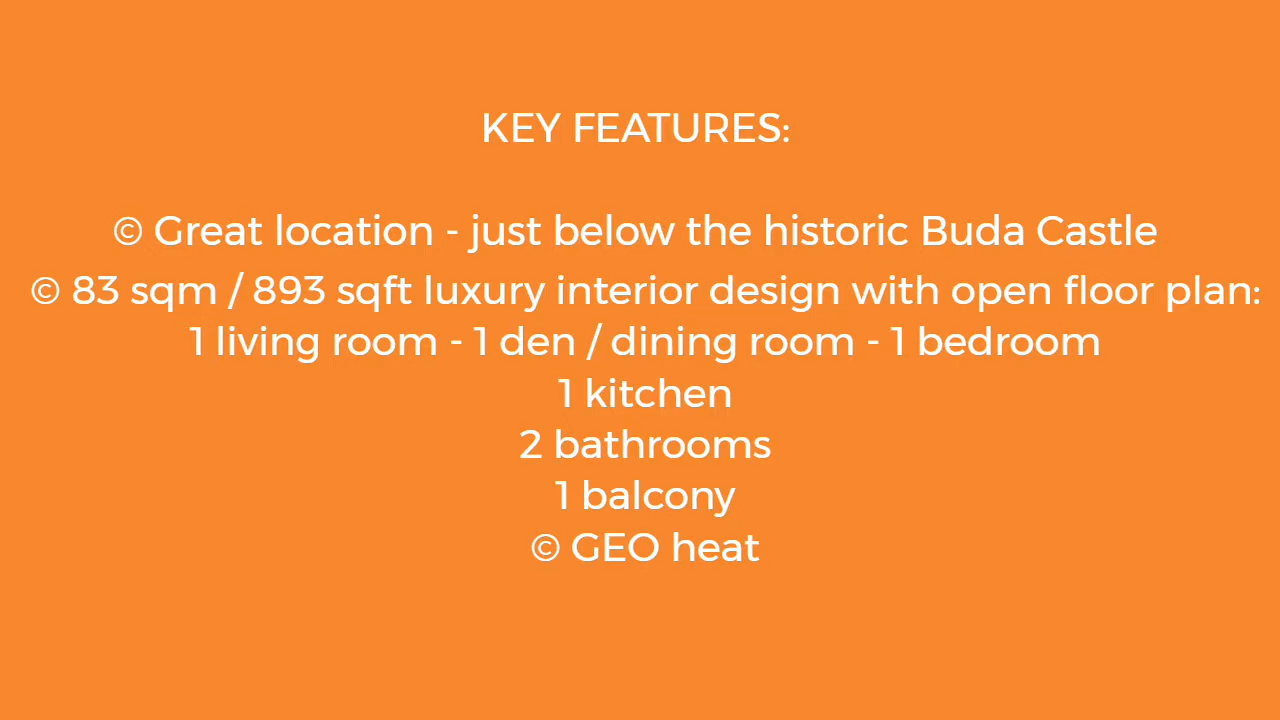 KEY FEATURES:
© Great location - just below the historic Buda Castle
© 83 sqm / 893 sqft luxury interior design with open floor plan:
1 living room - 1 den / dining room - 1 bedroom
1 kitchen
2 bathrooms
1 balcony
© GEO heat